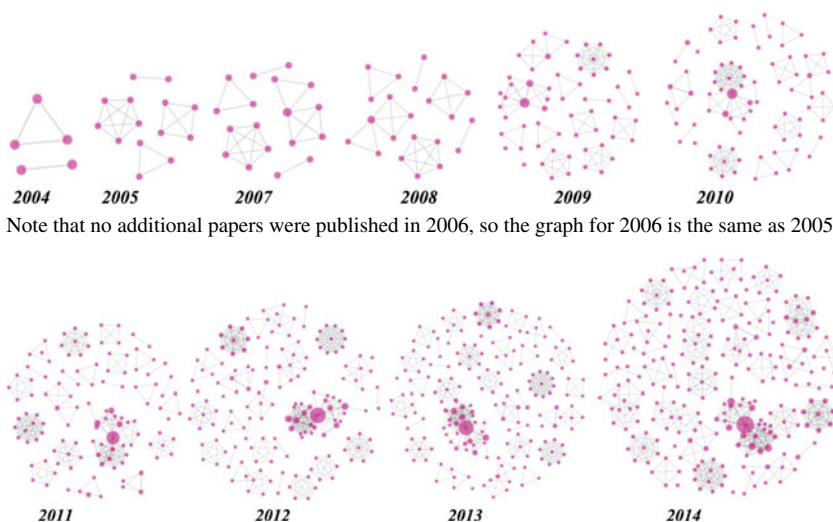 2004 2005 2007 2008 2009 2010
Note that no additional papers were published in 2006, so the graph for 2006 is the same as 2005
2011 2012 2013 2014